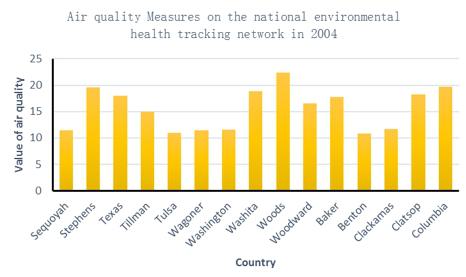 Air quality Measures on the national environmental
health tracking network in 2004
Value of air quality
25
20
15
10
5
0
Sequoyah
Stephens
Texas
Tillman
Tulsa
Wagoner
Washington
Washita
Woods
Woodward
Baker
Benton
Clackamas
Clatsop
Columbia
Country